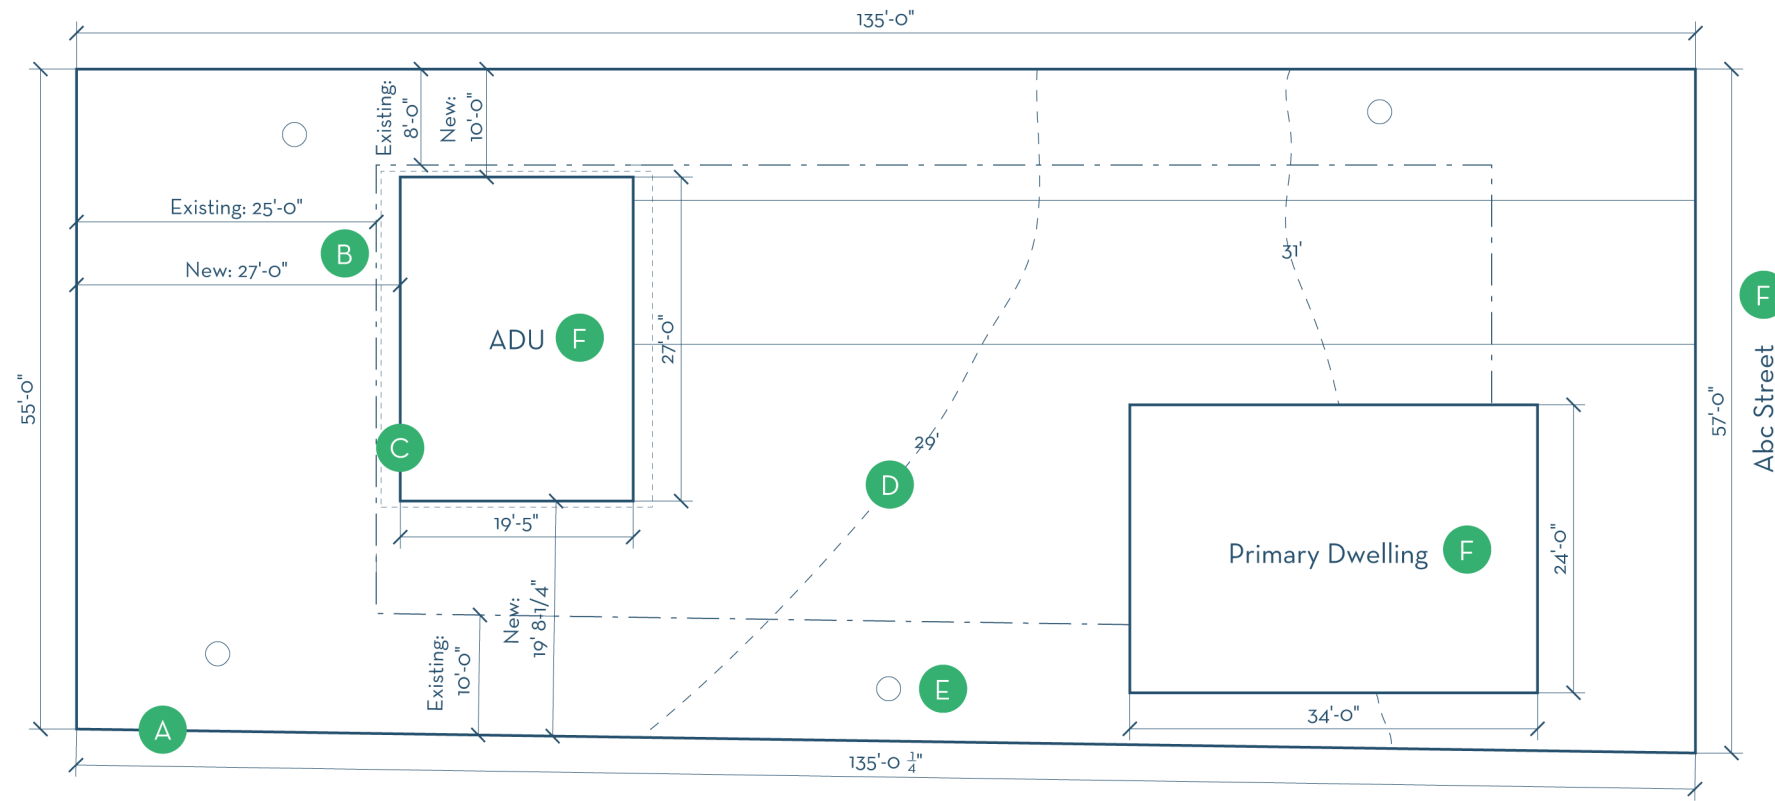 135'-0"
Existing:
8'-0"
New:
10'-0"
Existing: 25'-0"
B
New: 27'-0"
31'
F
ADU F
27'-0"
55'-0"
57'-0"
Abc Street
C
29'
D
19'-5"
Primary Dwelling F
24'-0"
New:
19' 8-1/4"
Existing:
10'-0"
E
34'-0"
A
135'-0 1/4"